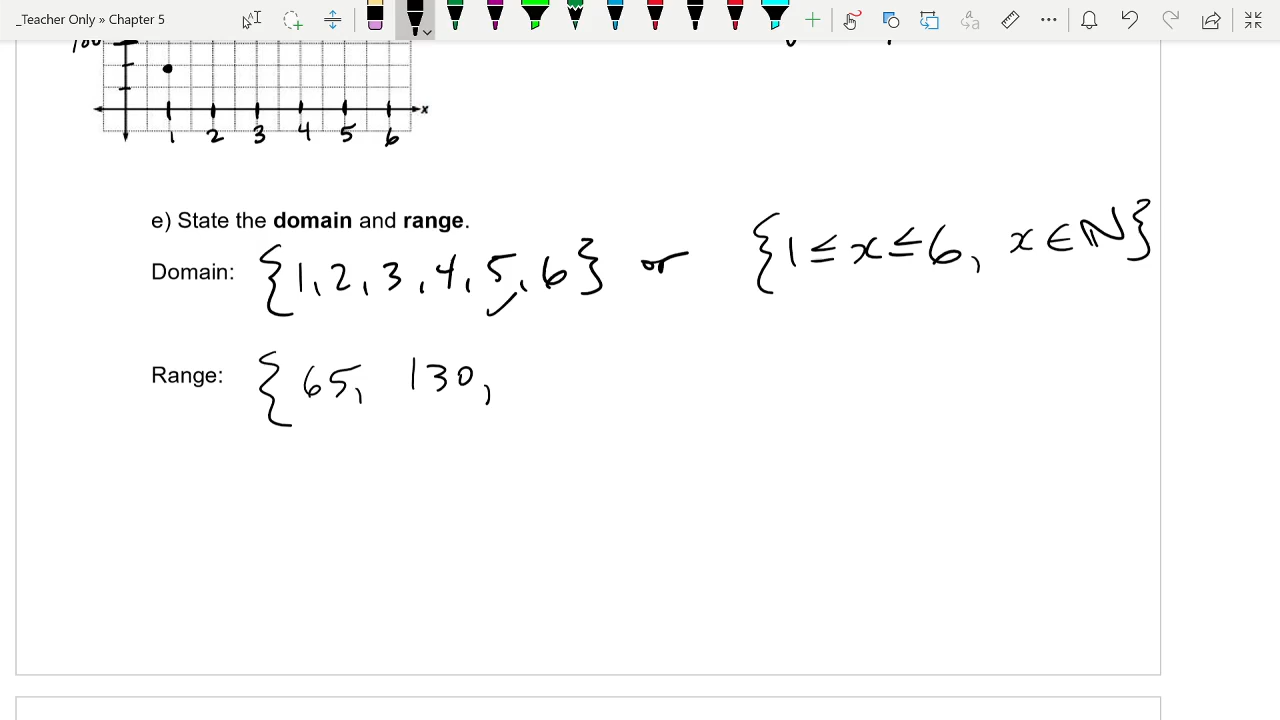 _Teacher Only » Chapter 5
x
1 2 3 4 5 6
e) State the domain and range.
Domain: {1, 2, 3, 4, 5, 6} or {1 ≤ x ≤ 6, x ∈ ℕ}
Range: {65, 130,